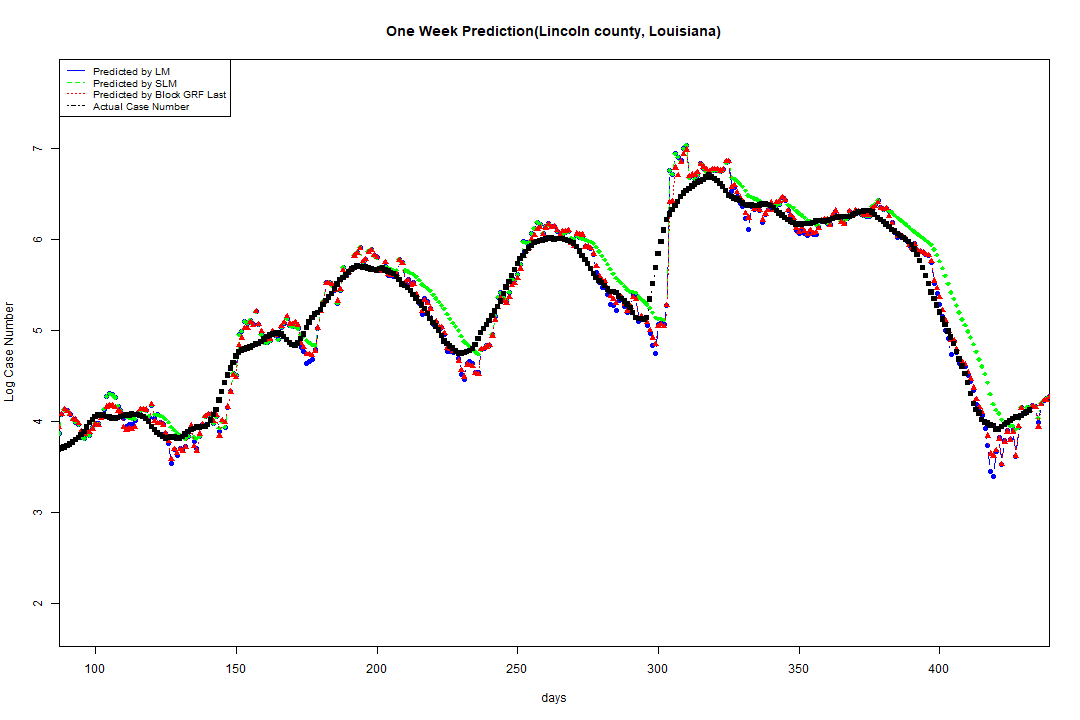 One Week Prediction(Lincoln county, Louisiana)
Predicted by LM
Predicted by SLM
Predicted by Block GRF Last
Actual Case Number
7
6
5
4
3
2
Log Case Number
100 150 200 250 300 350 400
days